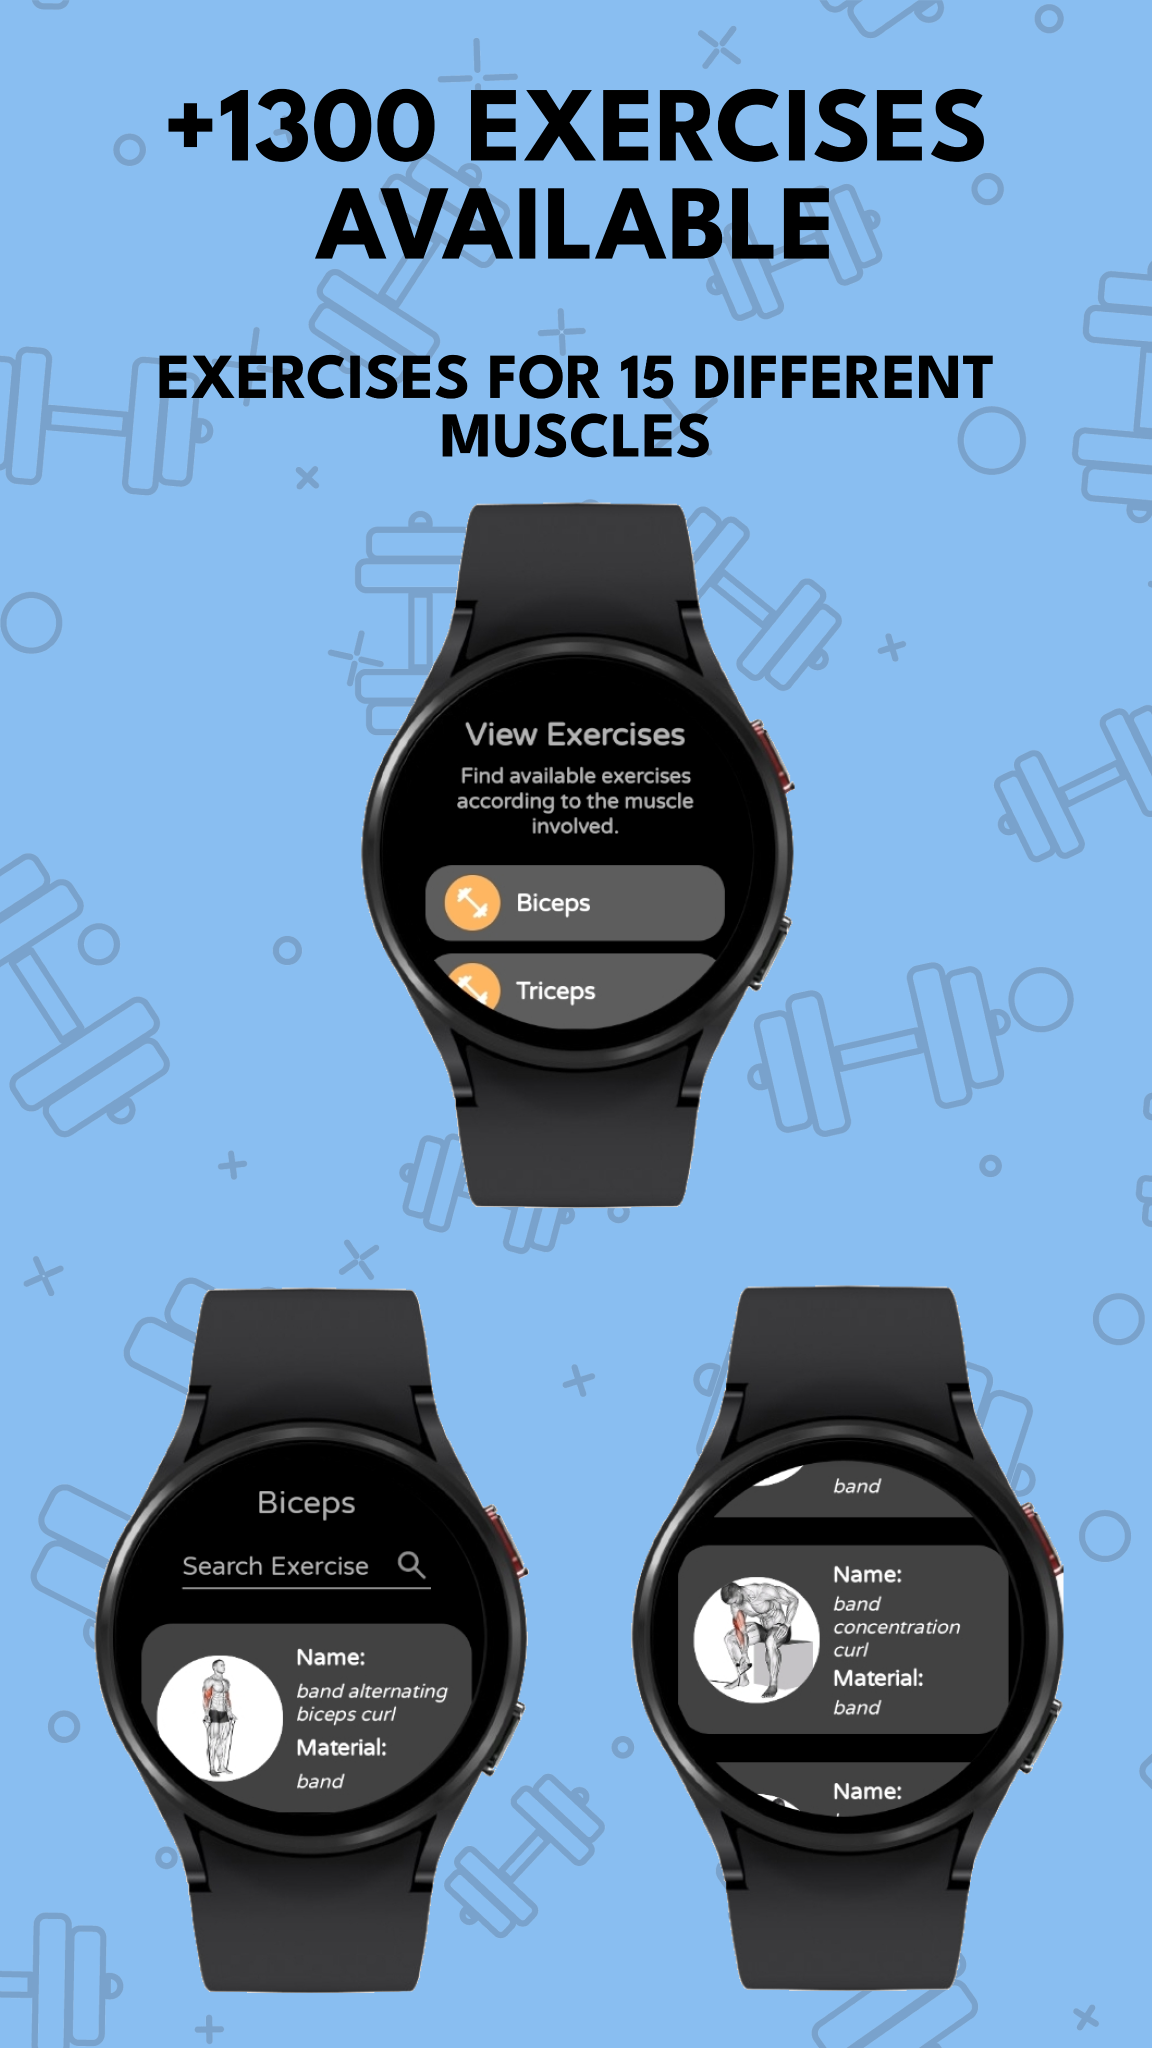 +1300 EXERCISES
AVAILABLE
EXERCISES FOR 15 DIFFERENT
MUSCLES
View Exercises
Find available exercises
according to the muscle
involved.
Biceps
Triceps
Biceps
Search Exercise
Name:
band alternating
biceps curl
Material:
band
band
Name:
band
concentration
curl
Material:
band
Name: